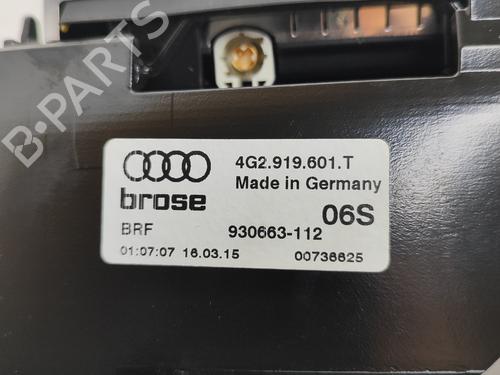 B-PARTS
4G2.919.601.T
Made in Germany
brose
06S
BRF
930663-112
01:07:07 16.03.15
00736625